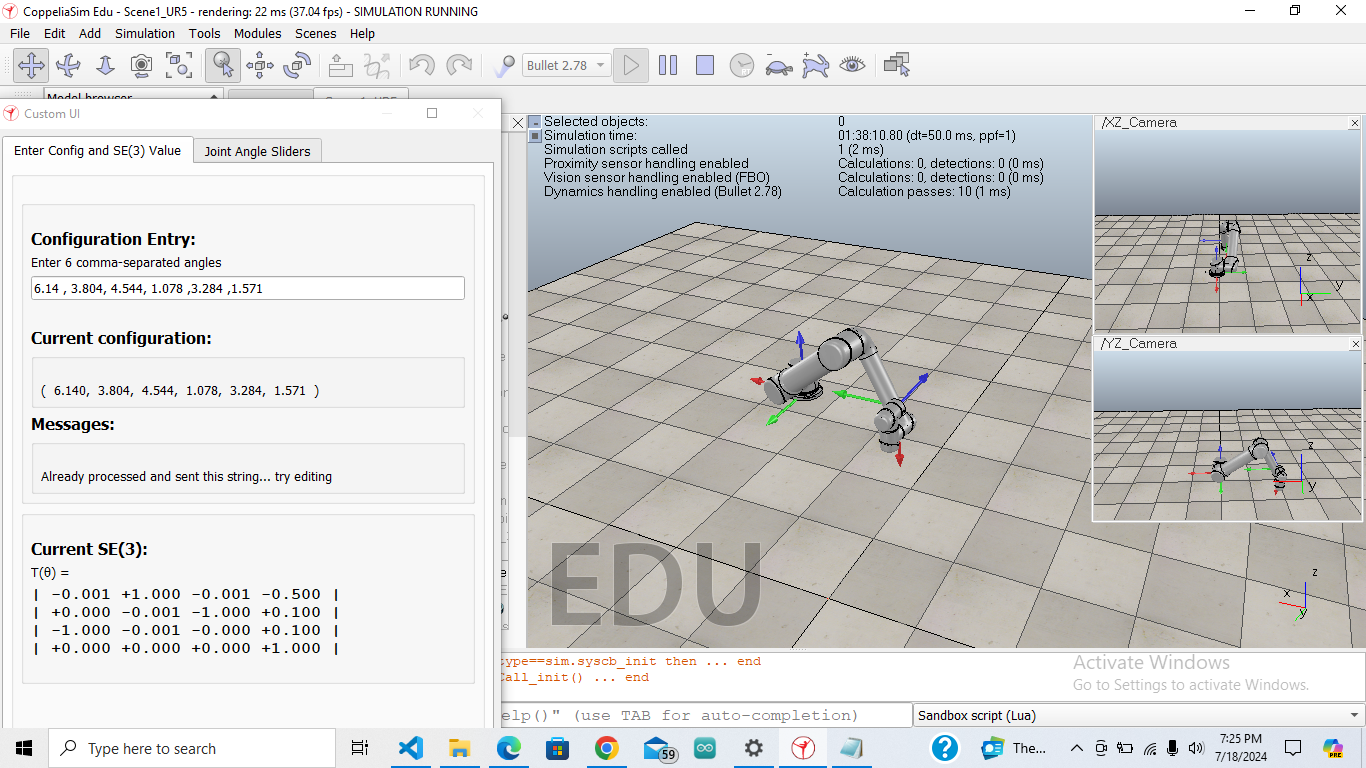 CoppeliaSim Edu - Scene1_UR5 - rendering: 22 ms (37.04 fps) - SIMULATION RUNNING
File Edit Add Simulation Tools Modules Scenes Help
Bullet 2.78
Model browser
Custom UI
Enter Config and SE(3) Value
Joint Angle Sliders
Configuration Entry:
Enter 6 comma-separated angles
6.14 , 3.804, 4.544, 1.078 ,3.284 ,1.571
Current configuration:
( 6.140, 3.804, 4.544, 1.078, 3.284, 1.571 )
Messages:
Already processed and sent this string... try editing
Current SE(3):
T(θ) =
| -0.001 +1.000 -0.001 -0.500 |
| +0.000 -0.001 -1.000 +0.100 |
| -1.000 -0.001 -0.000 +0.100 |
| +0.000 +0.000 +0.000 +1.000 |
Selected objects: 0
Simulation time: 01:38:10.80 (dt=50.0 ms, ppf=1)
Simulation scripts called 1 (2 ms)
Proximity sensor handling enabled Calculations: 0, detections: 0 (0 ms)
Vision sensor handling enabled (FBO) Calculations: 0, detections: 0 (0 ms)
Dynamics handling enabled (Bullet 2.78) Calculation passes: 10 (1 ms)
/XZ_Camera
z
y
x
/YZ_Camera
z
y
EDU
z
x
y
type==sim.syscb_init then ... end
Call_init() ... end
Activate Windows
Go to Settings to activate Windows.
elp()" (use TAB for auto-completion)
Sandbox script (Lua)
Type here to search
59
The...
7:25 PM
7/18/2024
PRE